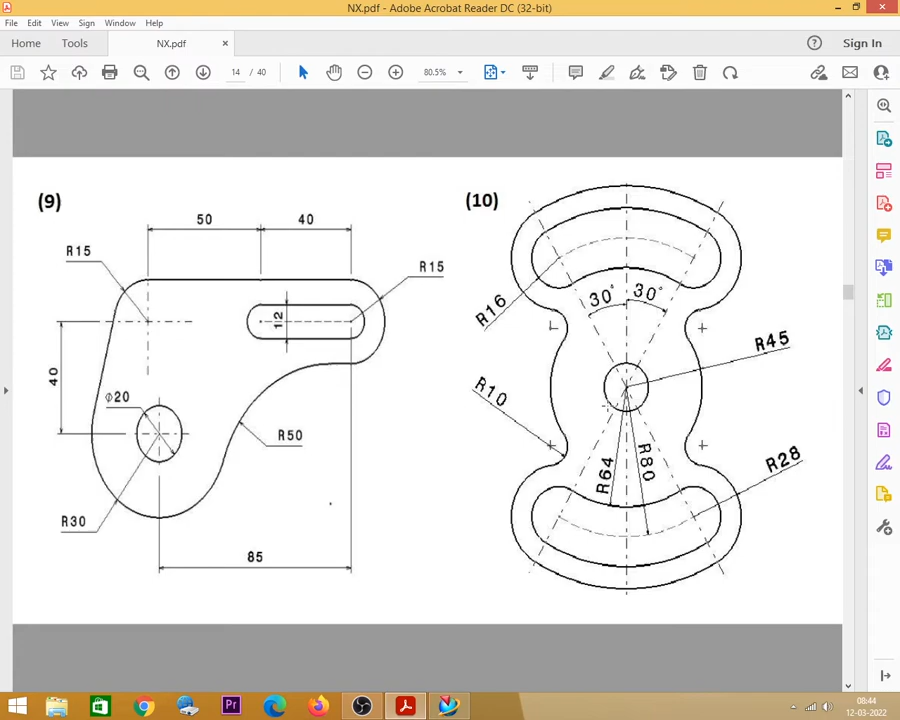 NX.pdf - Adobe Acrobat Reader DC (32-bit)
File Edit View Sign Window Help
Home Tools NX.pdf × Sign In
14 / 40 80.5%
(9)
50 40
R15
R15
12
40
Φ20
R50
R30
85
(10)
30° 30°
R16
R45
R10
R64
R80
R28
Pr
08:44
12-03-2022